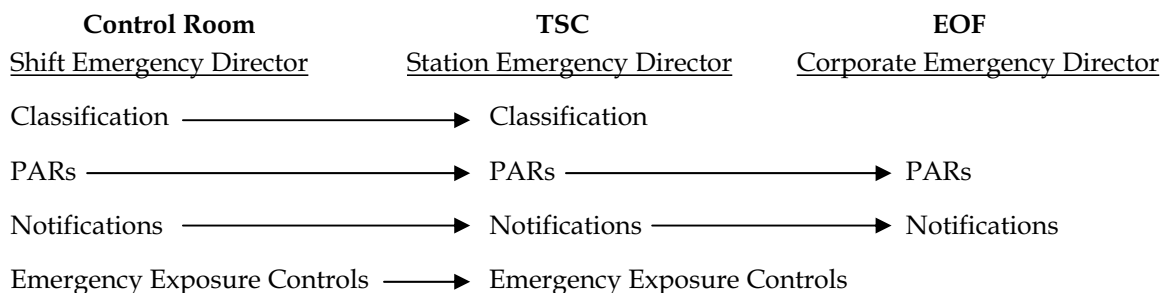 Control Room TSC EOF
Shift Emergency Director Station Emergency Director Corporate Emergency Director
Classification Classification
PARs PARs PARs
Notifications Notifications Notifications
Emergency Exposure Controls Emergency Exposure Controls